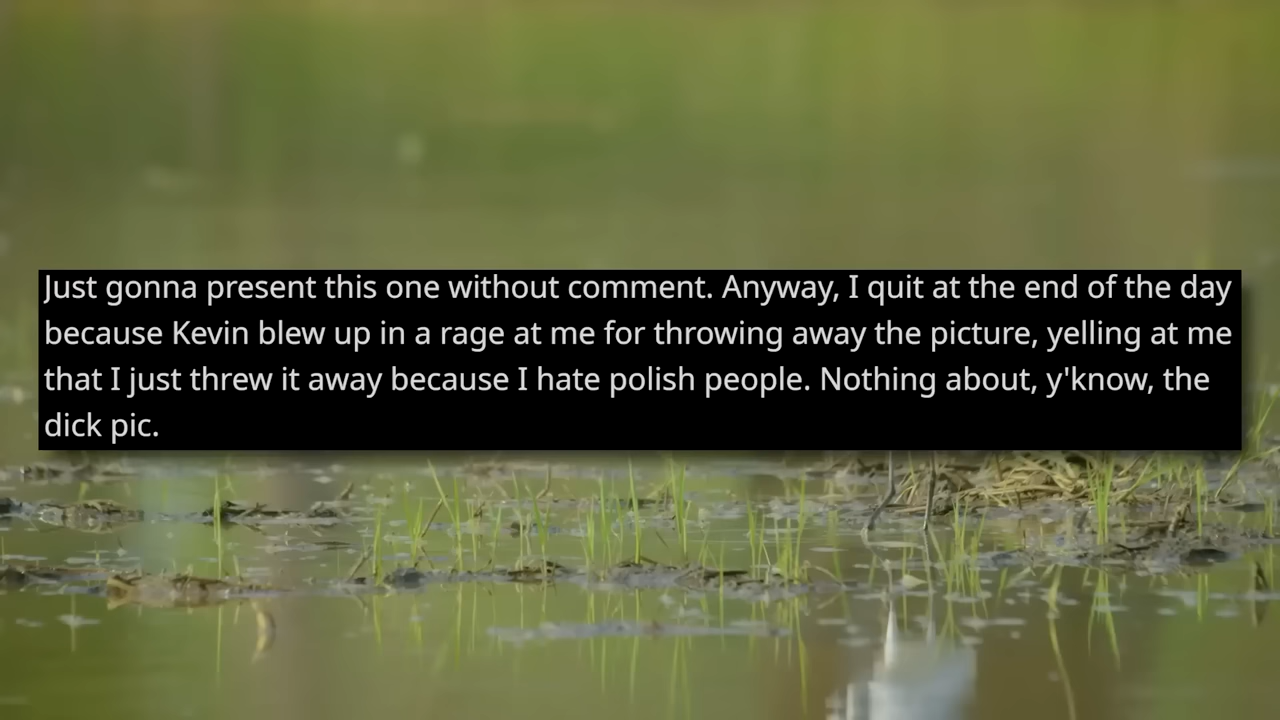 Just gonna present this one without comment. Anyway, I quit at the end of the day
because Kevin blew up in a rage at me for throwing away the picture, yelling at me
that I just threw it away because I hate polish people. Nothing about, y'know, the
dick pic.